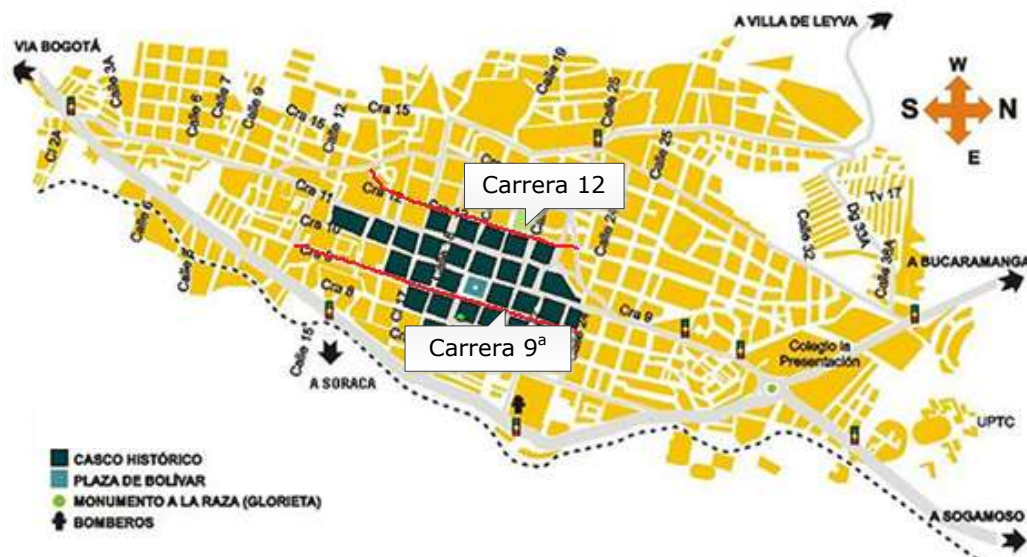 A VILLA DE LEYVA
VIA BOGOTÁ
Calle 3A
Calle 6
Calle 7
Calle 9
Cra 15
Calle 12
Cra 15
Calle 19
Calle 25
Calle 25
W
S
N
E
Cl 2A
Cra 11
Cra 12
Carrera 12
Cra 10
Calle 6
Cra 8
Cl 17
Calle 32
Dg 33A
Tv 17
Calle 38A
A BUCARAMANGA
Cra 9
Carrera 9ª
Calle 15
A SORACA
Colegio la
Presentación
UPTC
A SOGAMOSO
CASCO HISTÓRICO
PLAZA DE BOLÍVAR
MONUMENTO A LA RAZA (GLORIETA)
BOMBEROS